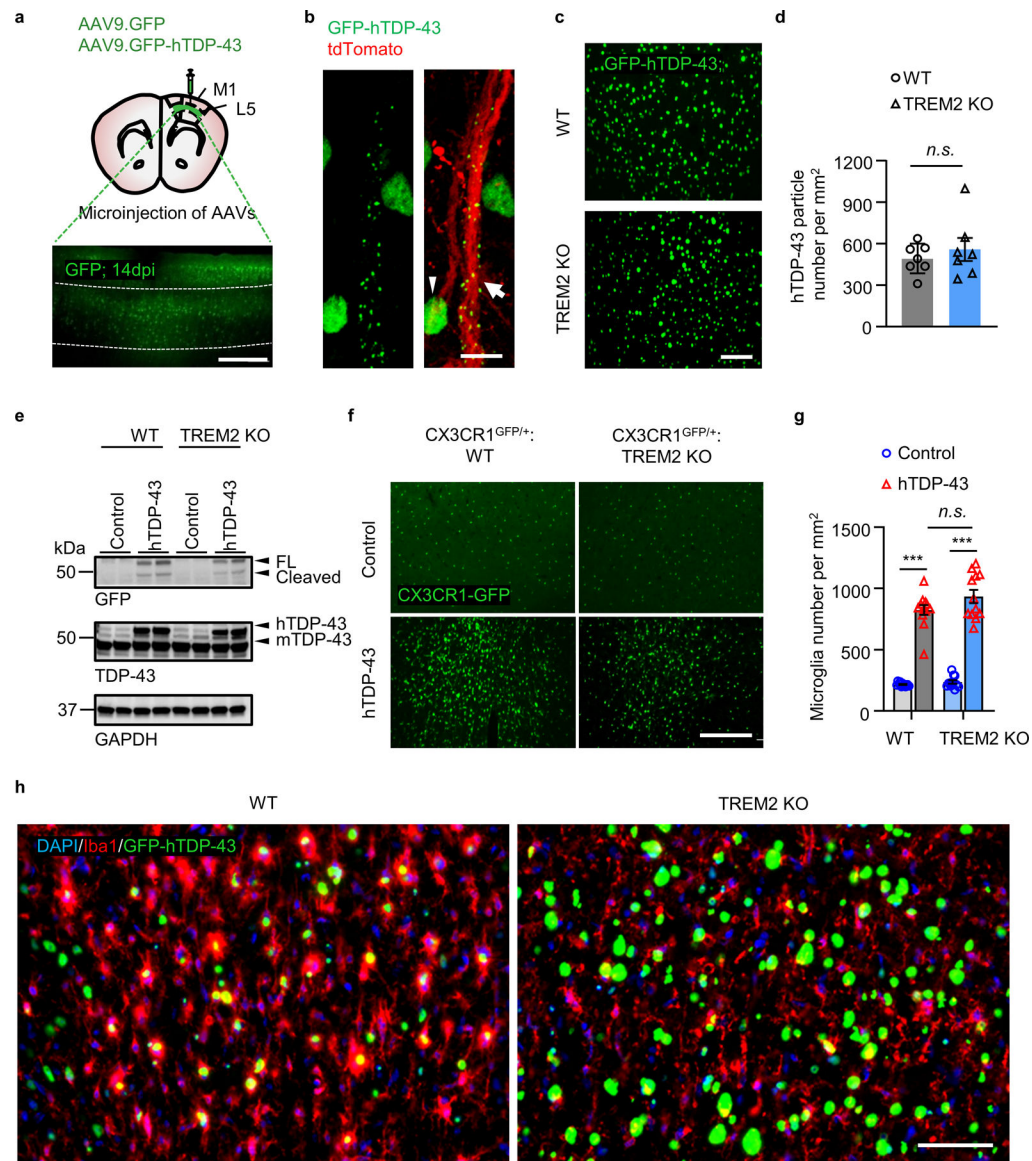 a
AAV9.GFP
AAV9.GFP-hTDP-43
M1
L5
Microinjection of AAVs
GFP; 14dpi
b
GFP-hTDP-43
tdTomato
c
GFP-hTDP-43;
WT
TREM2 KO
d
WT
TREM2 KO
n.s.
1200
900
600
300
0
hTDP-43 particle
number per mm²
e
WT
TREM2 KO
Control
hTDP-43
Control
hTDP-43
kDa
50
FL
Cleaved
GFP
50
hTDP-43
mTDP-43
TDP-43
37
GAPDH
f
CX3CR1^GFP/+:
WT
CX3CR1^GFP/+:
TREM2 KO
Control
CX3CR1-GFP
hTDP-43
g
Control
hTDP-43
n.s.
***
***
1500
1000
500
0
Microglia number per mm²
WT
TREM2 KO
h
WT
TREM2 KO
DAPI/Iba1/GFP-hTDP-43